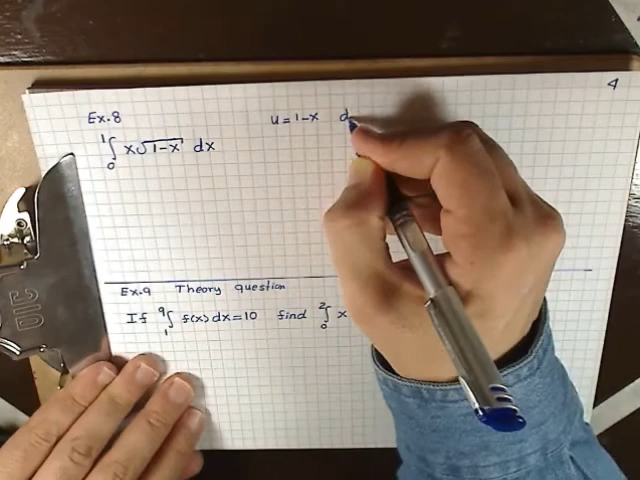 4
Ex.8
u = 1-x d
1∫0 x√1-x dx
Ex.9 Theory question
If 9∫1 f(x) dx = 10 find 2∫0 x